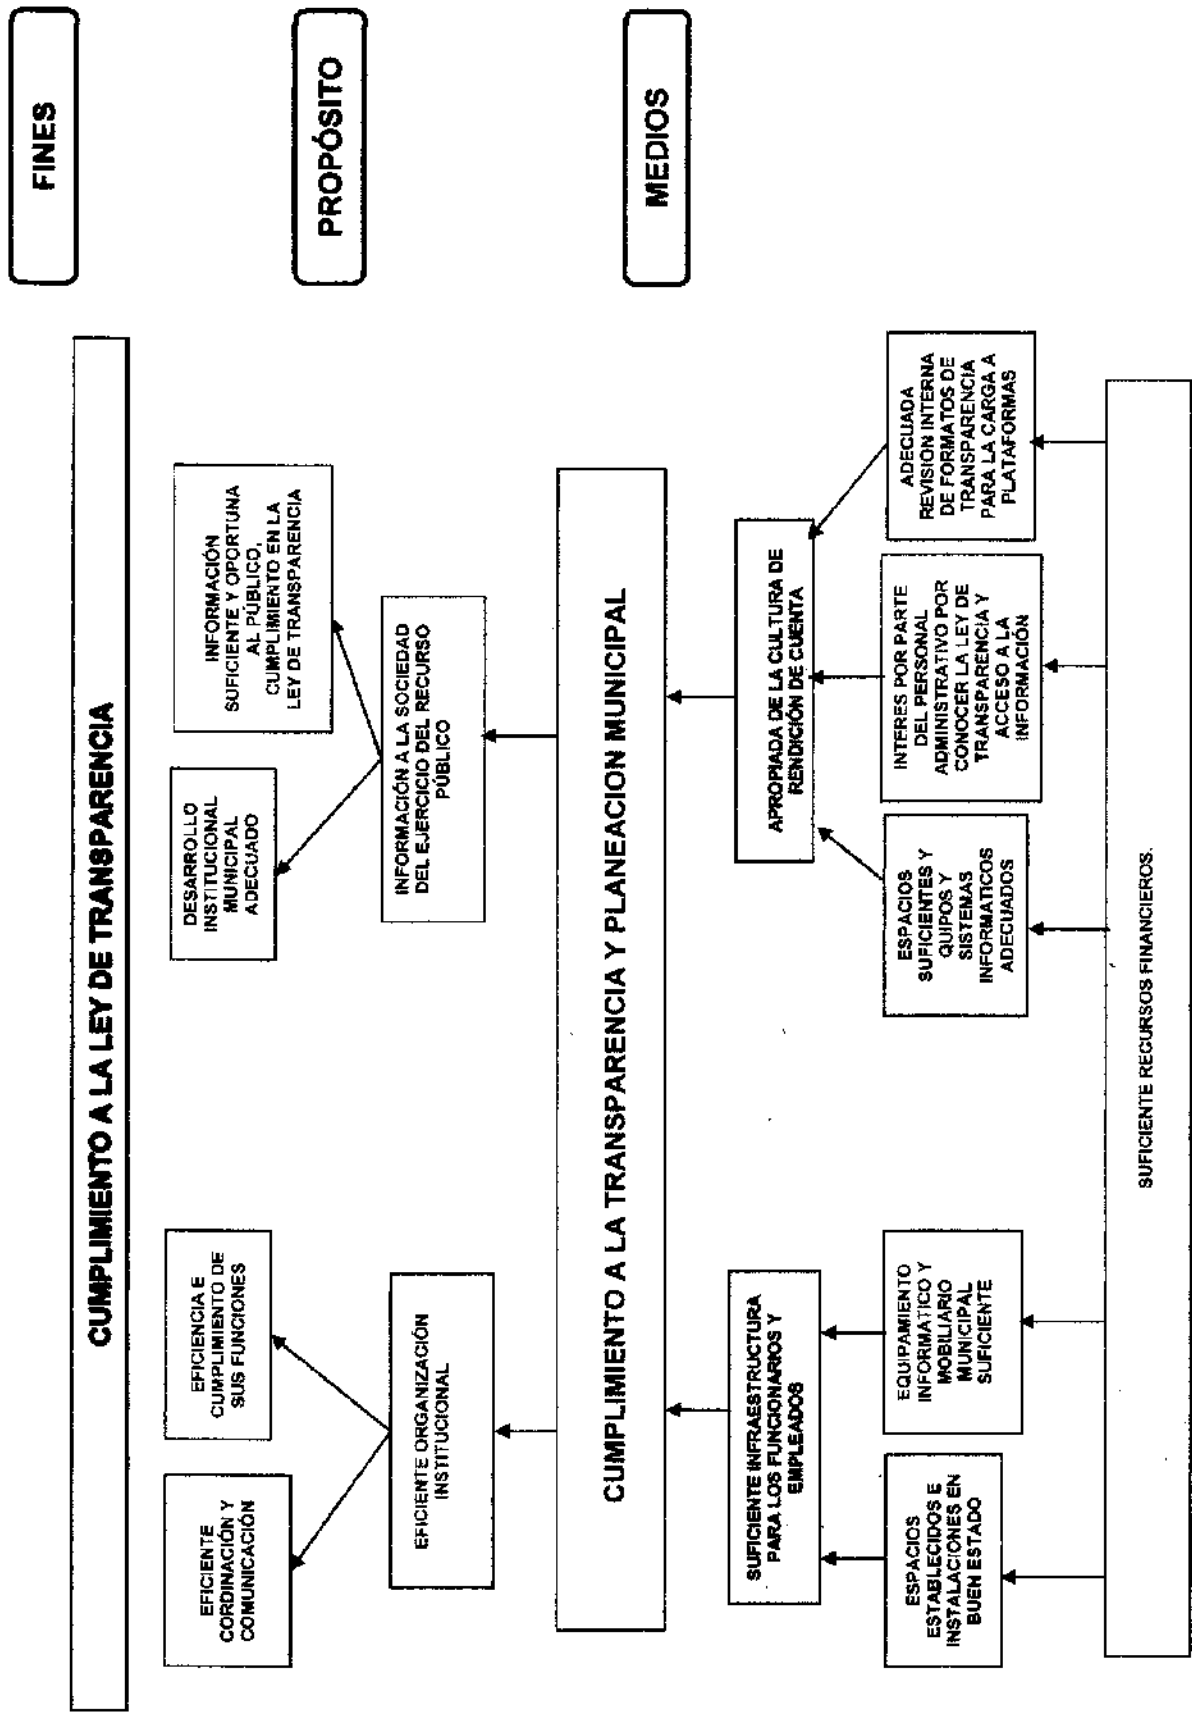 FINES
CUMPLIMIENTO A LA LEY DE TRANSPARENCIA
EFICIENTE
CORDINACIÓN Y
COMUNICACIÓN
EFICIENCIA E
CUMPLIMIENTO DE
SUS FUNCIONES
DESARROLLO
INSTITUCIONAL
MUNICIPAL
ADECUADO
INFORMACIÓN
SUFICIENTE Y OPORTUNA
AL PÚBLICO,
CUMPLIMIENTO EN LA
LEY DE TRANSPARENCIA
PROPÓSITO
EFICIENTE ORGANIZACIÓN
INSTITUCIONAL
INFORMACIÓN A LA SOCIEDAD
DEL EJERCICIO DEL RECURSO
PÚBLICO
CUMPLIMIENTO A LA TRANSPARENCIA Y PLANEACION MUNICIPAL
MEDIOS
SUFICIENTE INFRAESTRUCTURA
PARA LOS FUNCIONARIOS Y
EMPLEADOS
APROPIADA DE LA CULTURA DE
RENDICIÓN DE CUENTA
ESPACIOS
ESTABLECIDOS E
INSTALACIONES EN
BUEN ESTADO
EQUIPAMIENTO
INFORMATICO Y
MOBILIARIO
MUNICIPAL
SUFICIENTE
ESPACIOS
SUFICIENTES Y
QUIPOS Y
SISTEMAS
INFORMATICOS
ADECUADOS
INTERES POR PARTE
DEL PERSONAL
ADMINISTRATIVO POR
CONOCER LA LEY DE
TRANSPARENCIA Y
ACCESO A LA
INFORMACIÓN
ADECUADA
REVISIÓN INTERNA
DE FORMATOS DE
TRANSPARENCIA
PARA LA CARGA A
PLATAFORMAS
SUFICIENTE RECURSOS FINANCIEROS.